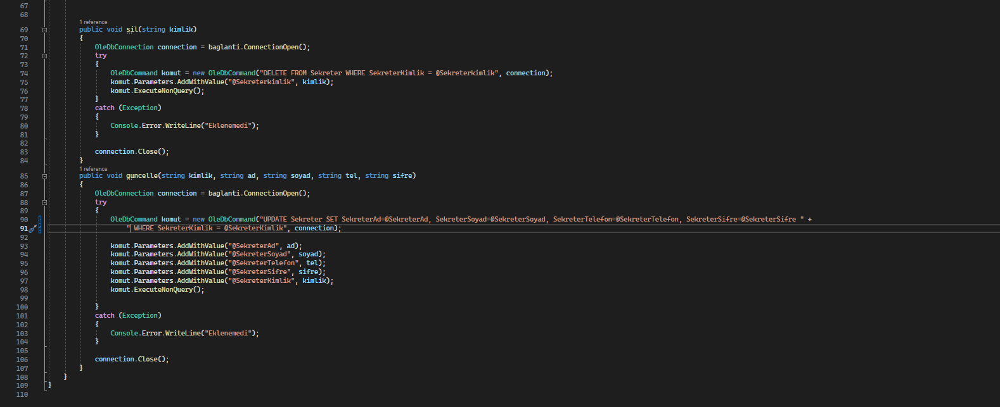 67
68
1 reference
69 public void sil(string kimlik)
70 {
71 OleDbConnection connection = baglanti.ConnectionOpen();
72 try
73 {
74 OleDbCommand komut = new OleDbCommand("DELETE FROM Sekreter WHERE SekreterKimlik = @Sekreterkimlik", connection);
75 komut.Parameters.AddWithValue("@Sekreterkimlik", kimlik);
76 komut.ExecuteNonQuery();
77 }
78 catch (Exception)
79 {
80 Console.Error.WriteLine("Eklenemedi");
81 }
82
83 connection.Close();
84 }
1 reference
85 public void guncelle(string kimlik, string ad, string soyad, string tel, string sifre)
86 {
87 OleDbConnection connection = baglanti.ConnectionOpen();
88 try
89 {
90 OleDbCommand komut = new OleDbCommand("UPDATE Sekreter SET SekreterAd=@SekreterAd, SekreterSoyad=@SekreterSoyad, SekreterTelefon=@SekreterTelefon, SekreterSifre=@SekreterSifre " +
91 " WHERE SekreterKimlik = @SekreterKimlik", connection);
92
93 komut.Parameters.AddWithValue("@SekreterAd", ad);
94 komut.Parameters.AddWithValue("@SekreterSoyad", soyad);
95 komut.Parameters.AddWithValue("@SekreterTelefon", tel);
96 komut.Parameters.AddWithValue("@SekreterSifre", sifre);
97 komut.Parameters.AddWithValue("@SekreterKimlik", kimlik);
98 komut.ExecuteNonQuery();
99
100 }
101 catch (Exception)
102 {
103 Console.Error.WriteLine("Eklenemedi");
104 }
105
106 connection.Close();
107 }
108 }
109 }
110